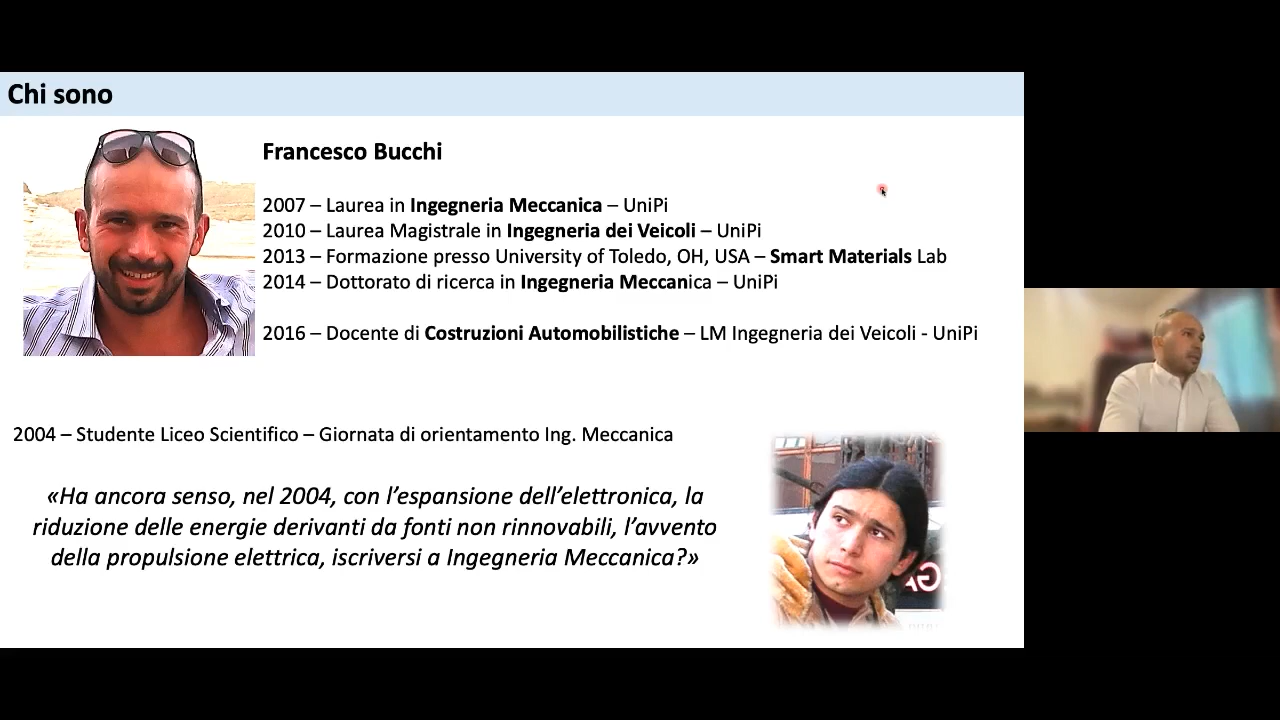 Chi sono
Francesco Bucchi
2007 – Laurea in Ingegneria Meccanica – UniPi
2010 – Laurea Magistrale in Ingegneria dei Veicoli – UniPi
2013 – Formazione presso University of Toledo, OH, USA – Smart Materials Lab
2014 – Dottorato di ricerca in Ingegneria Meccanica – UniPi
2016 – Docente di Costruzioni Automobilistiche – LM Ingegneria dei Veicoli - UniPi
2004 – Studente Liceo Scientifico – Giornata di orientamento Ing. Meccanica
«Ha ancora senso, nel 2004, con l’espansione dell’elettronica, la
riduzione delle energie derivanti da fonti non rinnovabili, l’avvento
della propulsione elettrica, iscriversi a Ingegneria Meccanica?»